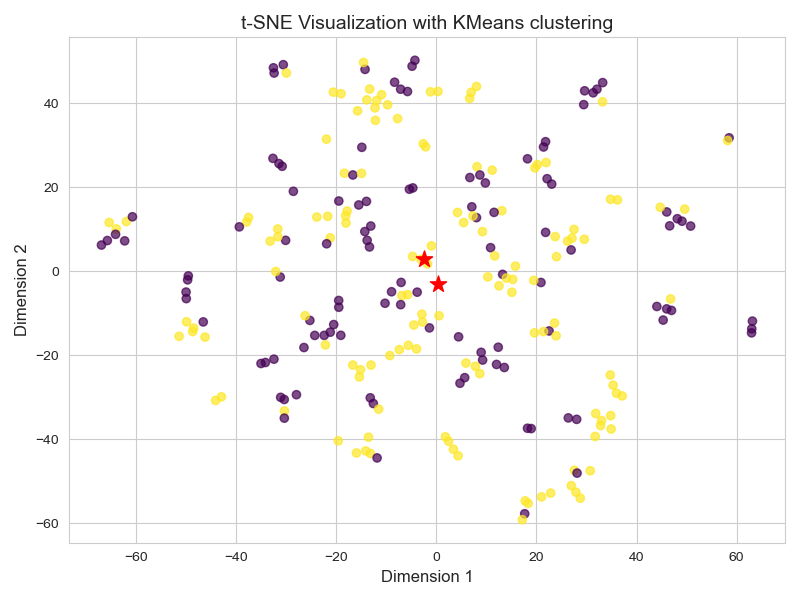 t-SNE Visualization with KMeans clustering
Dimension 2
40
20
0
−20
−40
−60
−60 −40 −20 0 20 40 60
Dimension 1